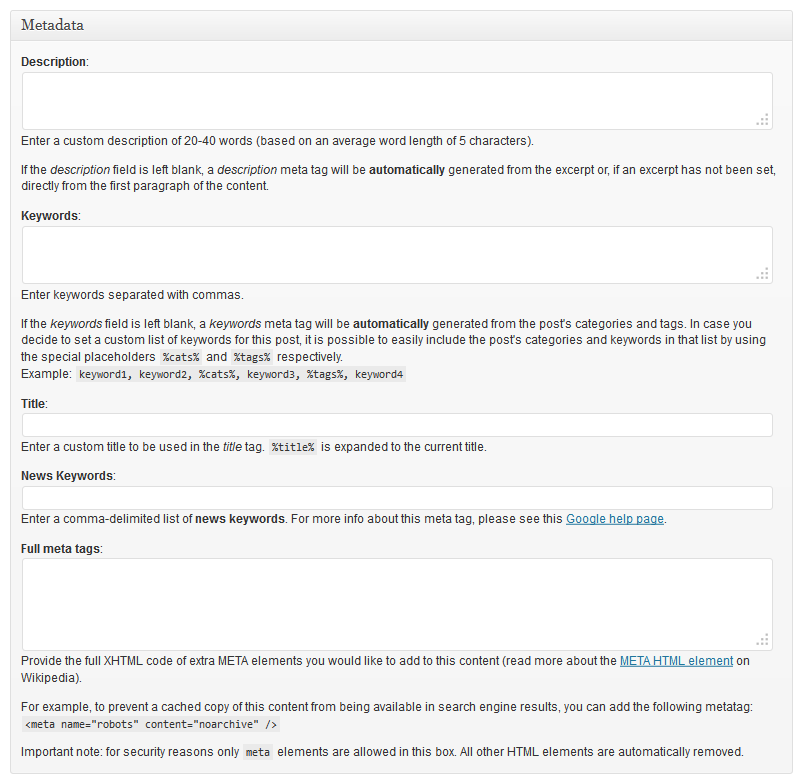 Metadata
Description:
Enter a custom description of 20-40 words (based on an average word length of 5 characters).
If the description field is left blank, a description meta tag will be automatically generated from the excerpt or, if an excerpt has not been set,
directly from the first paragraph of the content.
Keywords:
Enter keywords separated with commas.
If the keywords field is left blank, a keywords meta tag will be automatically generated from the post's categories and tags. In case you
decide to set a custom list of keywords for this post, it is possible to easily include the post's categories and keywords in that list by using
the special placeholders %cats% and %tags% respectively.
Example: keyword1, keyword2, %cats%, keyword3, %tags%, keyword4
Title:
Enter a custom title to be used in the title tag. %title% is expanded to the current title.
News Keywords:
Enter a comma-delimited list of news keywords. For more info about this meta tag, please see this Google help page.
Full meta tags:
Provide the full XHTML code of extra META elements you would like to add to this content (read more about the META HTML element on
Wikipedia).
For example, to prevent a cached copy of this content from being available in search engine results, you can add the following metatag:
<meta name="robots" content="noarchive" />
Important note: for security reasons only meta elements are allowed in this box. All other HTML elements are automatically removed.